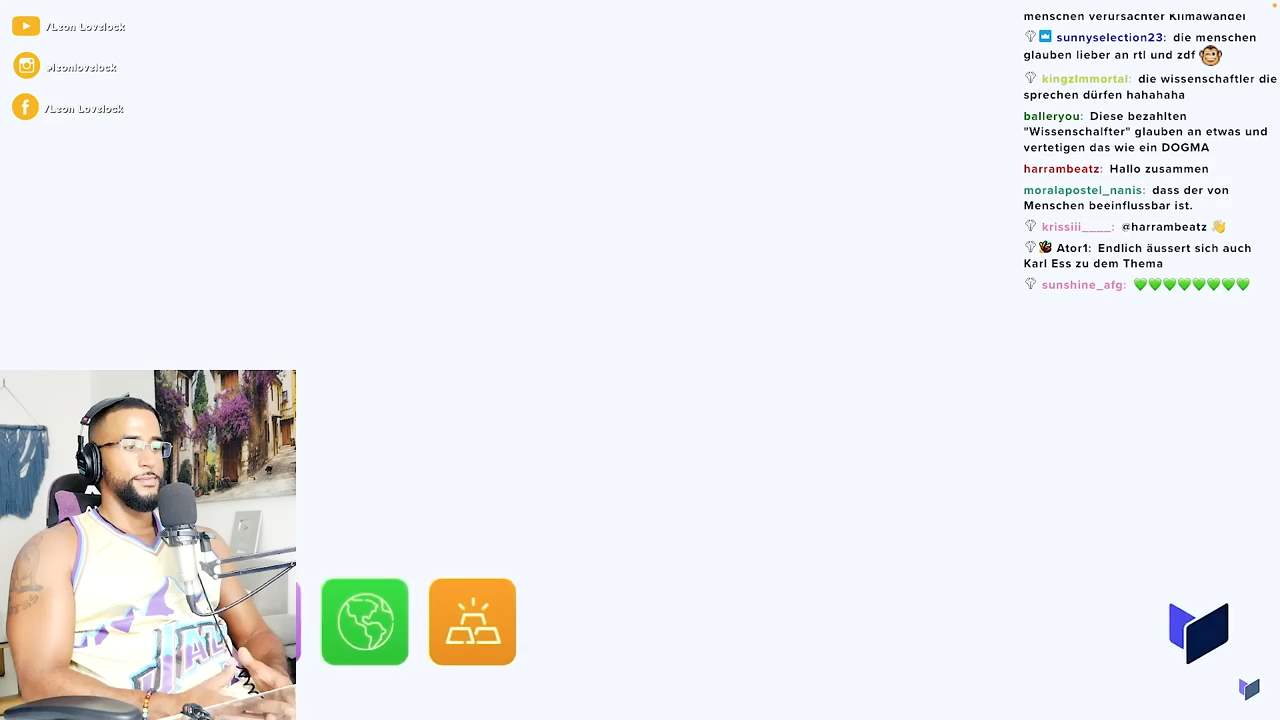 /Leon Lovelock
#leonlovelock
/Leon Lovelock
menschen verursachter Klimawandel
sunnyselection23: die menschen
glauben lieber an rtl und zdf
kingzImmortal: die wissenschaftler die
sprechen dürfen hahahaha
balleryou: Diese bezahlten
"Wissenschalfter" glauben an etwas und
vertetigen das wie ein DOGMA
harrambeatz: Hallo zusammen
moralapostel_nanis: dass der von
Menschen beeinflussbar ist.
krissiii____: @harrambeatz
Ator1: Endlich äussert sich auch
Karl Ess zu dem Thema
sunshine_afg: